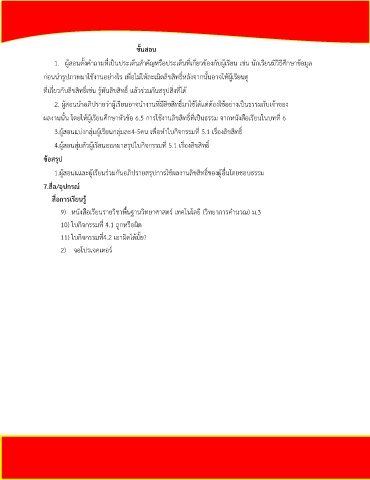 ขั้นสอน
1. ผู้สอนตั้งคำถามที่เป็นประเด็นสำคัญหรือประเด็นที่เกี่ยวข้องกับผู้เรียน เช่น นักเรียนมีวิธีศึกษาข้อมูล
ก่อนนำรูปภาพมาใช้งานอย่างไร เพื่อไม่ให้ละเมิดลิขสิทธิ์หลังจากนั้นอาจให้ผู้เรียนดู
ที่เกี่ยวกับลิขสิทธิ์เช่น รู้ทันลิขสิทธิ์ แล้วร่วมกันสรุปสิ่งที่ได้
2. ผู้สอนนำอภิปรายว่าผู้เรียนอาจนำงานที่มีลิขสิทธิ์มาใช้ได้แต่ต้องใช้อย่างเป็นธรรมกับเจ้าของ
ผลงานนั้น โดยให้ผู้เรียนศึกษาหัวข้อ 6.5 การใช้งานลิขสิทธิ์ที่เป็นธรรม จากหนังสือเรียนในบทที่ 6
3.ผู้สอนแบ่งกลุ่มผู้เรียนกลุ่มละ4-5คน เพื่อทำใบกิจกรรมที่ 5.1 เรื่องลิขสิทธิ์
4.ผู้สอนสุ่มตัวผู้เรียนออกมาสรุปใบกิจกรรมที่ 5.1 เรื่องลิขสิทธิ์
ข้อสรุป
1.ผู้สอนและผู้เรียนร่วมกันอภิปรายสรุปการใช้ผลงานลิขสิทธิ์ของผู้อื่นโดยชอบธรรม
7.สื่อ/อุปกรณ์
สื่อการเรียนรู้
9) หนังสือเรียนรายวิชาพื้นฐานวิทยาศาสตร์ เทคโนโลยี (วิทยาการคำนวณ) ม.3
10) ใบกิจกรรมที่ 4.1 ถูกหรือผิด
11) ใบกิจกรรมที่4.2 เอาผิดได้มั้ย?
2) จอโปรเจคเตอร์